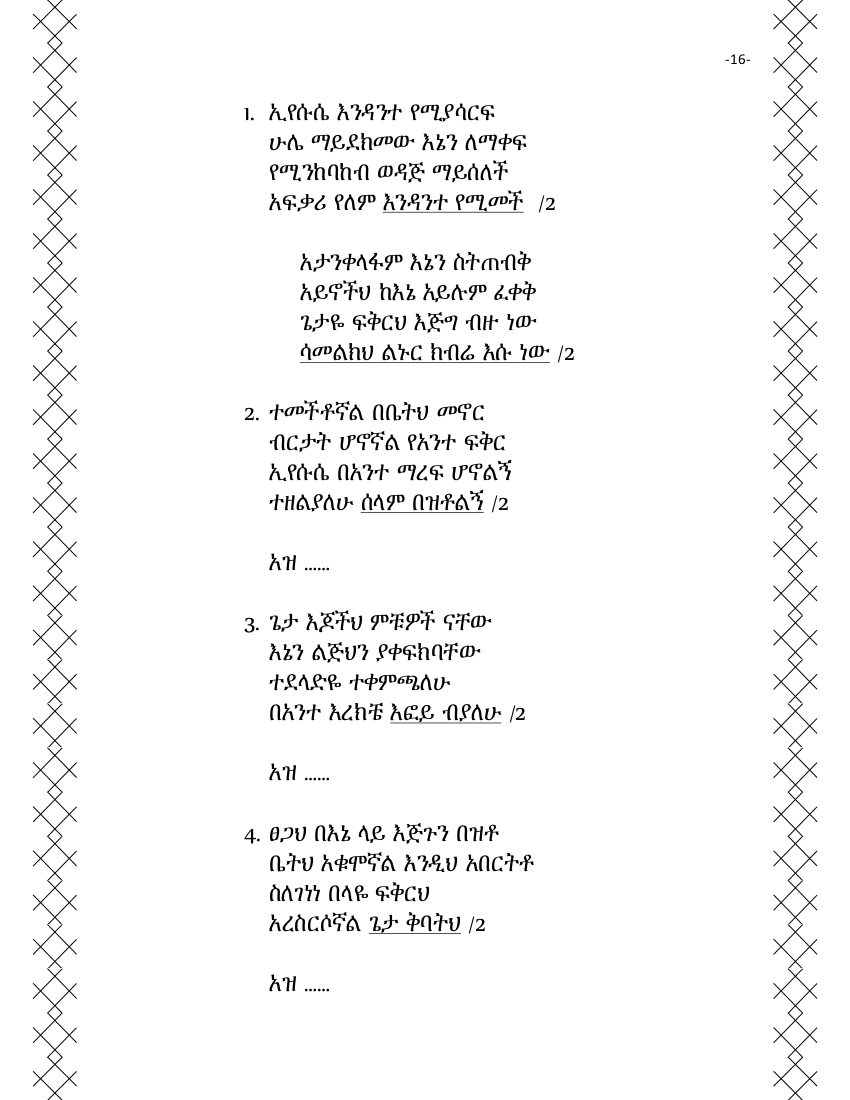 -16-
1. ኢየሱሴ እንዳንተ የሚያሳርፍ
ሁሌ ማይደክመው እኔን ለማቀፍ
የሚንከባከብ ወዳጅ ማይሰለች
አፍቃሪ የለም እንዳንተ የሚመች /2
አታንቀላፋም እኔን ስትጠብቅ
አይኖችህ ከእኔ አይሉም ፈቀቅ
ጌታዬ ፍቅርህ እጅግ ብዙ ነው
ሳመልክህ ልኑር ክብሬ እሱ ነው /2
2. ተመችቶኛል በቤትህ መኖር
ብርታት ሆኖኛል የአንተ ፍቅር
ኢየሱሴ በአንተ ማረፍ ሆኖልኝ
ተዘልያለሁ ሰላም በዝቶልኝ /2
አዝ ......
3. ጌታ እጆችህ ምቹዎች ናቸው
እኔን ልጅህን ያቀፍክባቸው
ተደላድዬ ተቀምጫለሁ
በአንተ እረክቼ እፎይ ብያለሁ /2
አዝ ......
4. ፀጋህ በእኔ ላይ እጅጉን በዝቶ
ቤትህ አቁሞኛል እንዲህ አበርትቶ
ስለገነነ በላዬ ፍቅርህ
አረስርሶኛል ጌታ ቅባትህ /2
አዝ ......